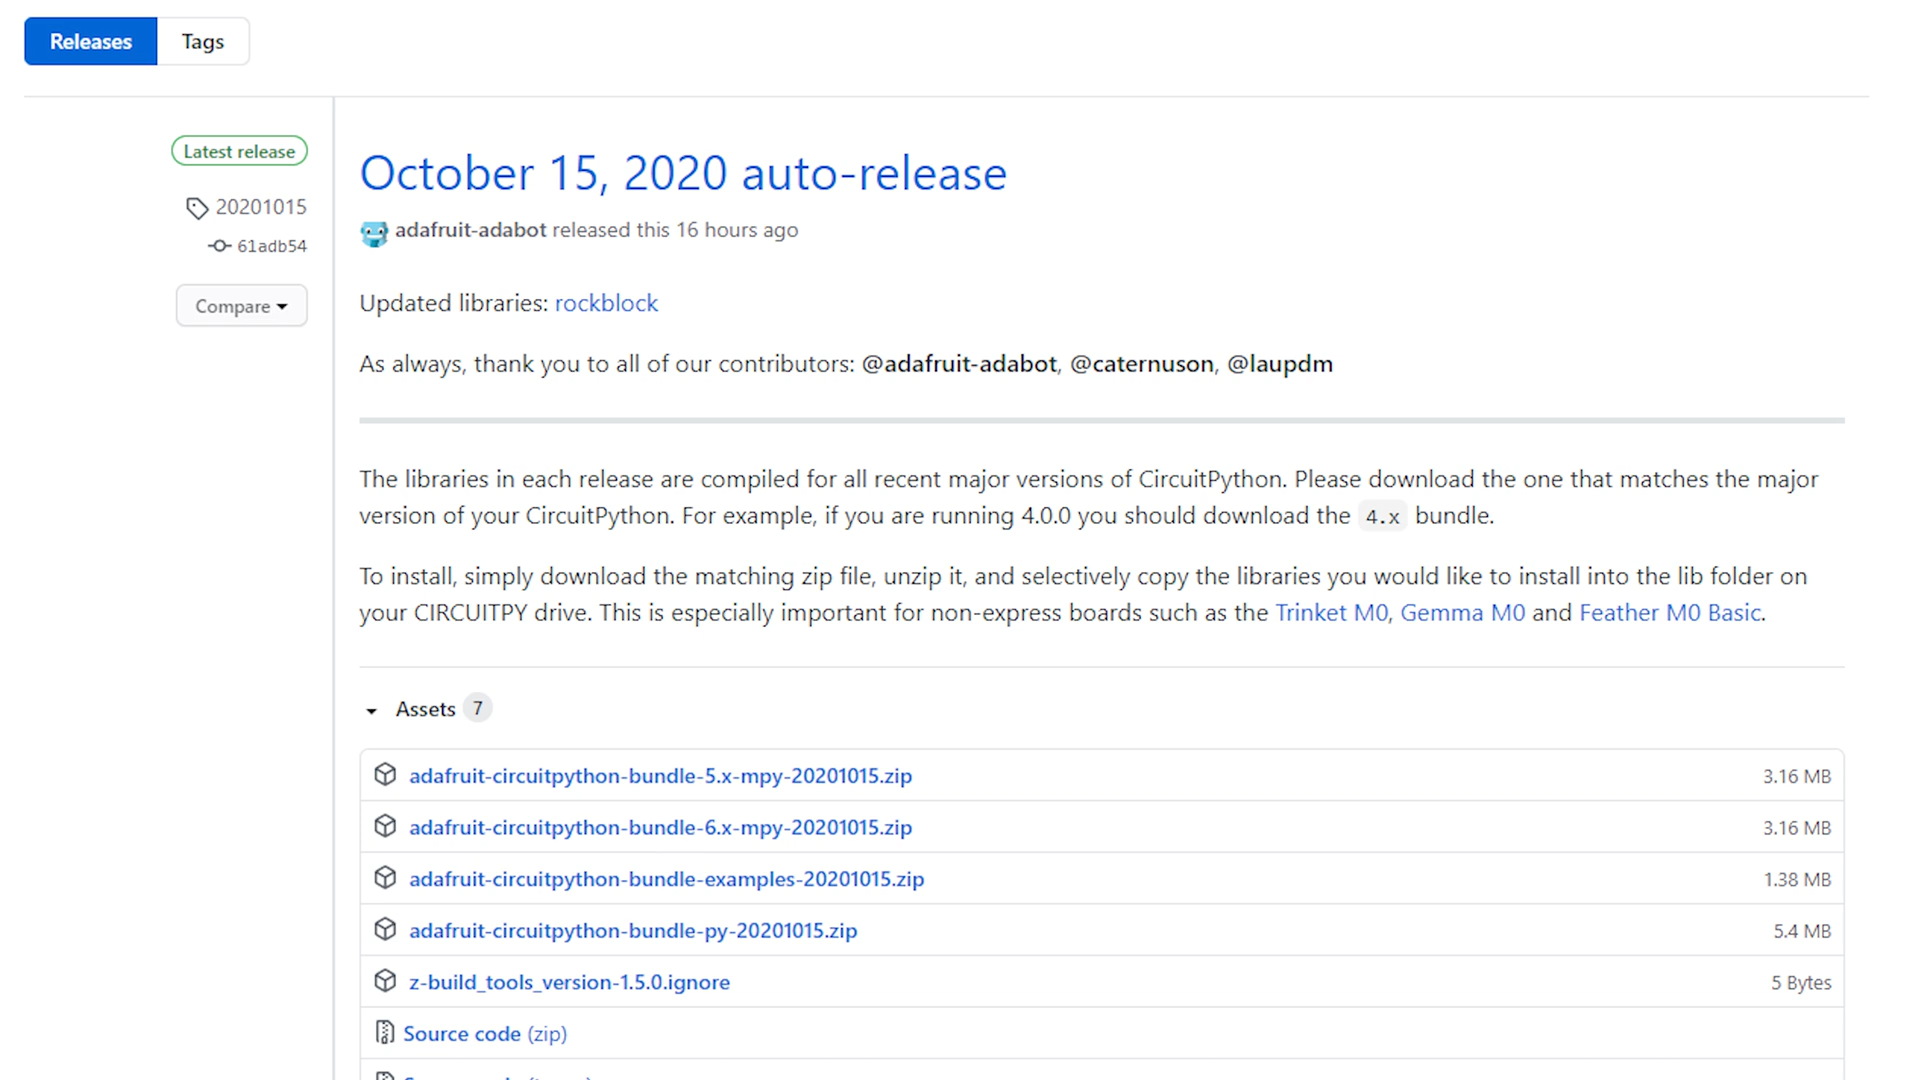 Releases Tags
Latest release
20201015
61adb54
Compare
October 15, 2020 auto-release
adafruit-adabot released this 16 hours ago
Updated libraries: rockblock
As always, thank you to all of our contributors: @adafruit-adabot, @caternuson, @laupdm
The libraries in each release are compiled for all recent major versions of CircuitPython. Please download the one that matches the major
version of your CircuitPython. For example, if you are running 4.0.0 you should download the 4.x bundle.
To install, simply download the matching zip file, unzip it, and selectively copy the libraries you would like to install into the lib folder on
your CIRCUITPY drive. This is especially important for non-express boards such as the Trinket M0, Gemma M0 and Feather M0 Basic.
Assets 7
adafruit-circuitpython-bundle-5.x-mpy-20201015.zip 3.16 MB
adafruit-circuitpython-bundle-6.x-mpy-20201015.zip 3.16 MB
adafruit-circuitpython-bundle-examples-20201015.zip 1.38 MB
adafruit-circuitpython-bundle-py-20201015.zip 5.4 MB
z-build_tools_version-1.5.0.ignore 5 Bytes
Source code (zip)